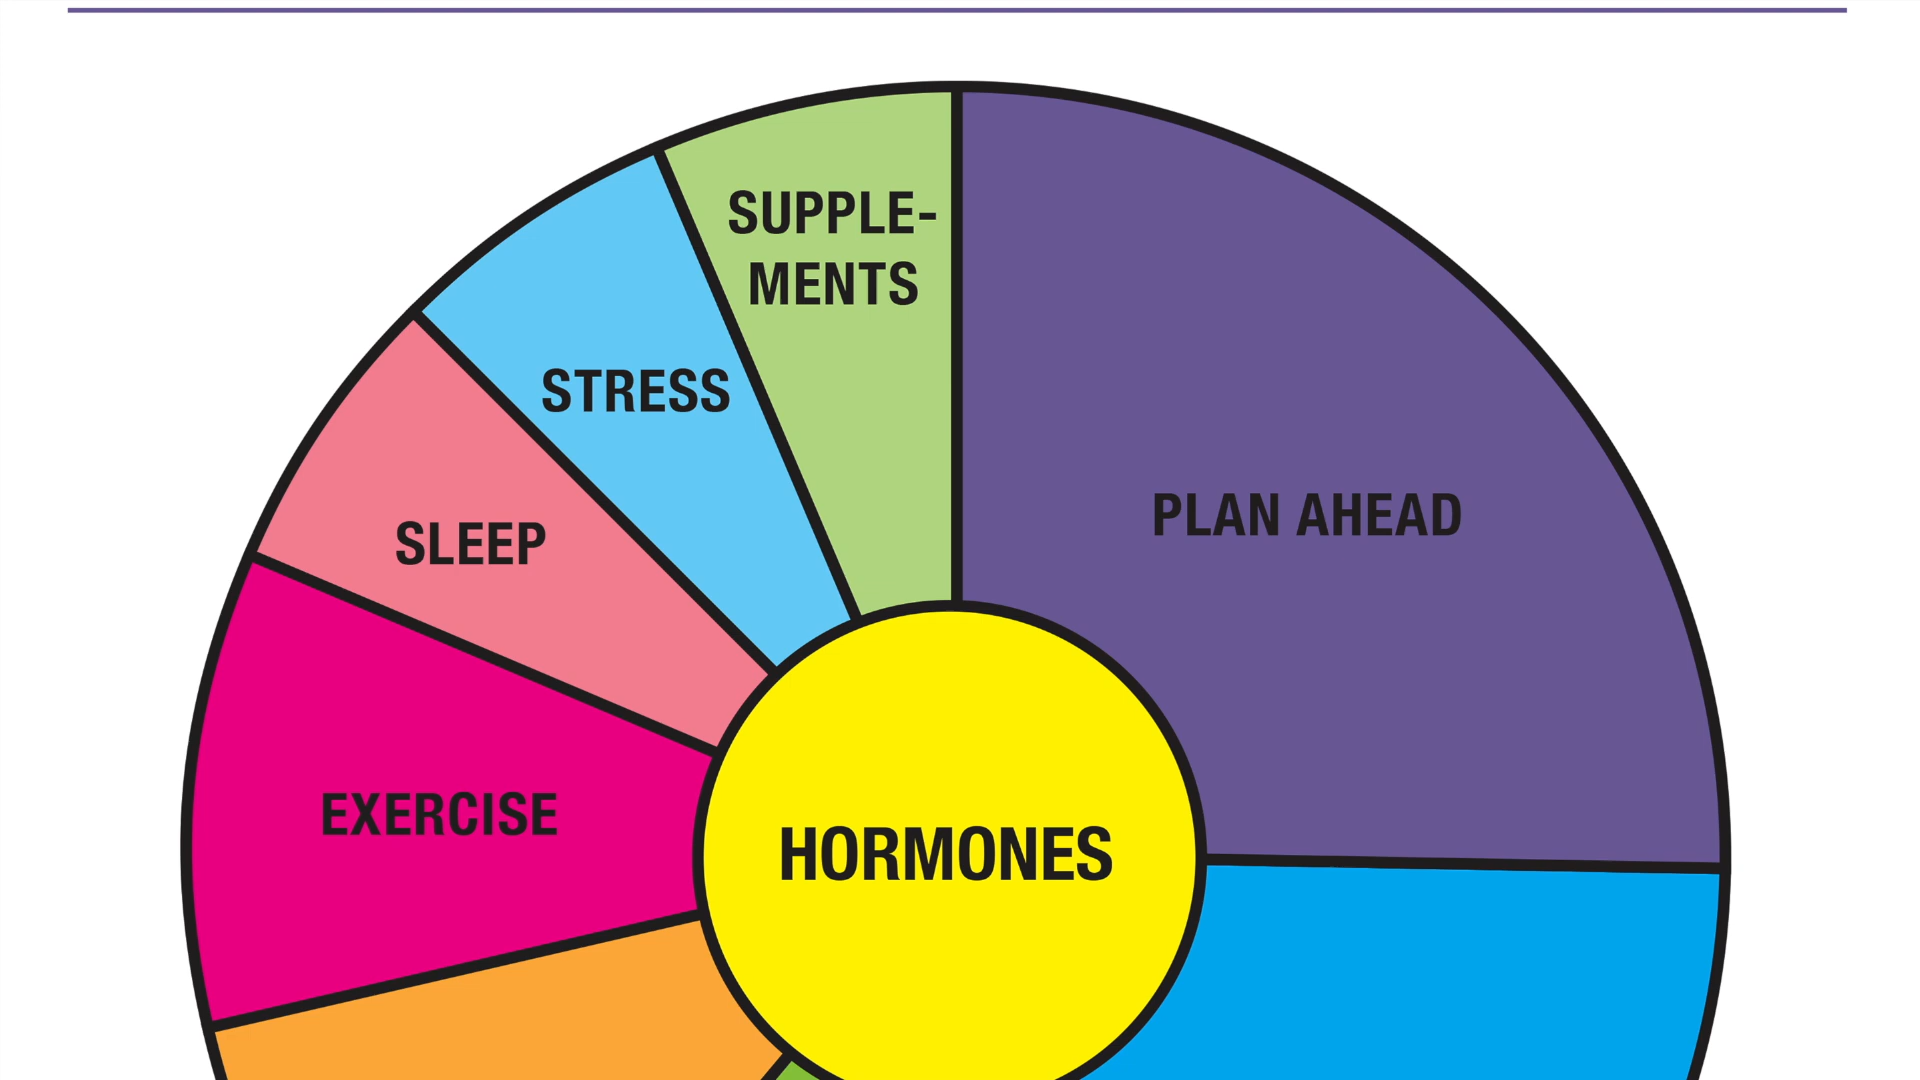 SUPPLE-
MENTS
STRESS
PLAN AHEAD
SLEEP
EXERCISE
HORMONES